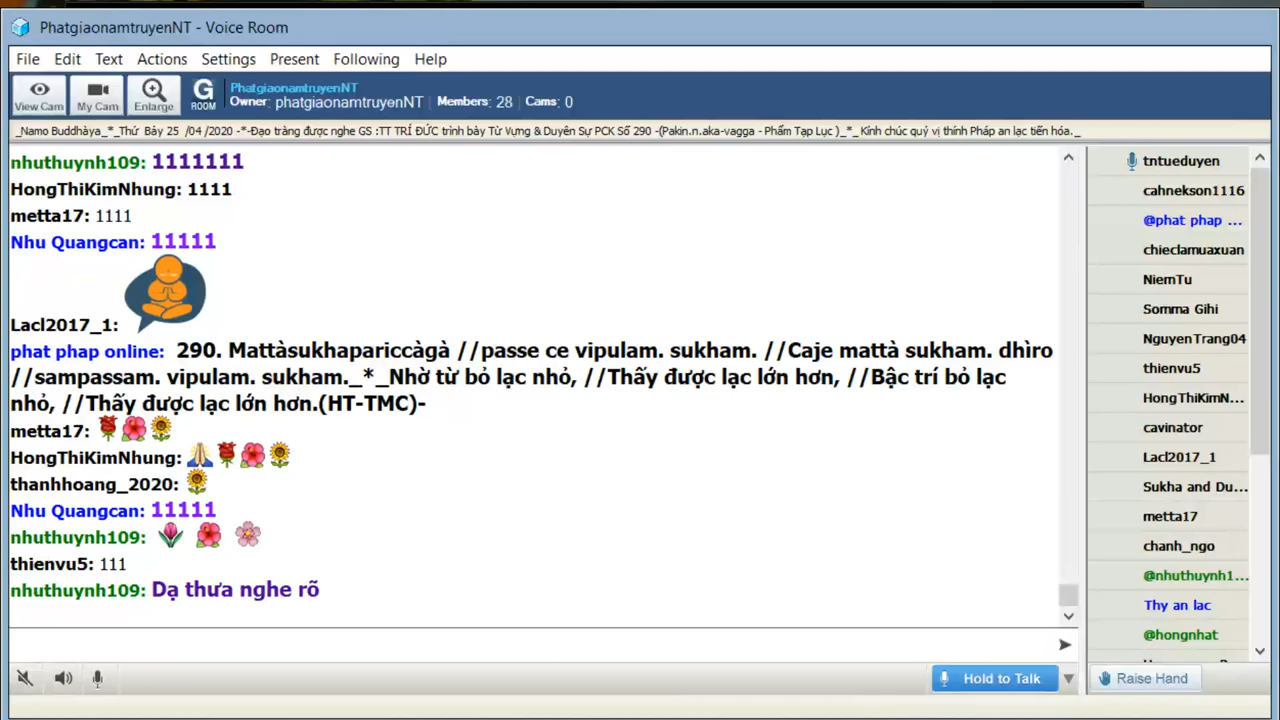 PhatgiaonamtruyenNT - Voice Room
File Edit Text Actions Settings Present Following Help
View Cam My Cam Enlarge G ROOM
PhatgiaonamtruyenNT
Owner: phatgiaonamtruyenNT Members: 28 Cams: 0
_Namo Buddhàya_*_Thứ Bảy 25 /04 /2020 -*-Đạo tràng được nghe GS :TT TRÍ ĐỨC trình bày Từ Vựng & Duyên Sự PCK Số 290 -(Pakin.n.aka-vagga - Phẩm Tạp Lục )_*_ Kính chúc quý vị thính Pháp an lạc tiến hóa._
nhuthuynh109: 1111111
HongThiKimNhung: 1111
metta17: 1111
Nhu Quangcan: 11111
Lacl2017_1:
phat phap online: 290. Mattàsukhapariccàgà //passe ce vipulam. sukham. //Caje mattà sukham. dhìro
//sampassam. vipulam. sukham._*_Nhờ từ bỏ lạc nhỏ, //Thấy được lạc lớn hơn, //Bậc trí bỏ lạc
nhỏ, //Thấy được lạc lớn hơn.(HT-TMC)-
metta17:
HongThiKimNhung:
thanhhoang_2020:
Nhu Quangcan: 11111
nhuthuynh109:
thienvu5: 111
nhuthuynh109: Dạ thưa nghe rõ
tntueduyen
cahnekson1116
@phat phap ...
chieclamuaxuan
NiemTu
Somma Gihi
NguyenTrang04
thienvu5
HongThiKimN...
cavinator
Lacl2017_1
Sukha and Du...
metta17
chanh_ngo
@nhuthuynh1...
Thy an lac
@hongnhat
Hold to Talk
Raise Hand